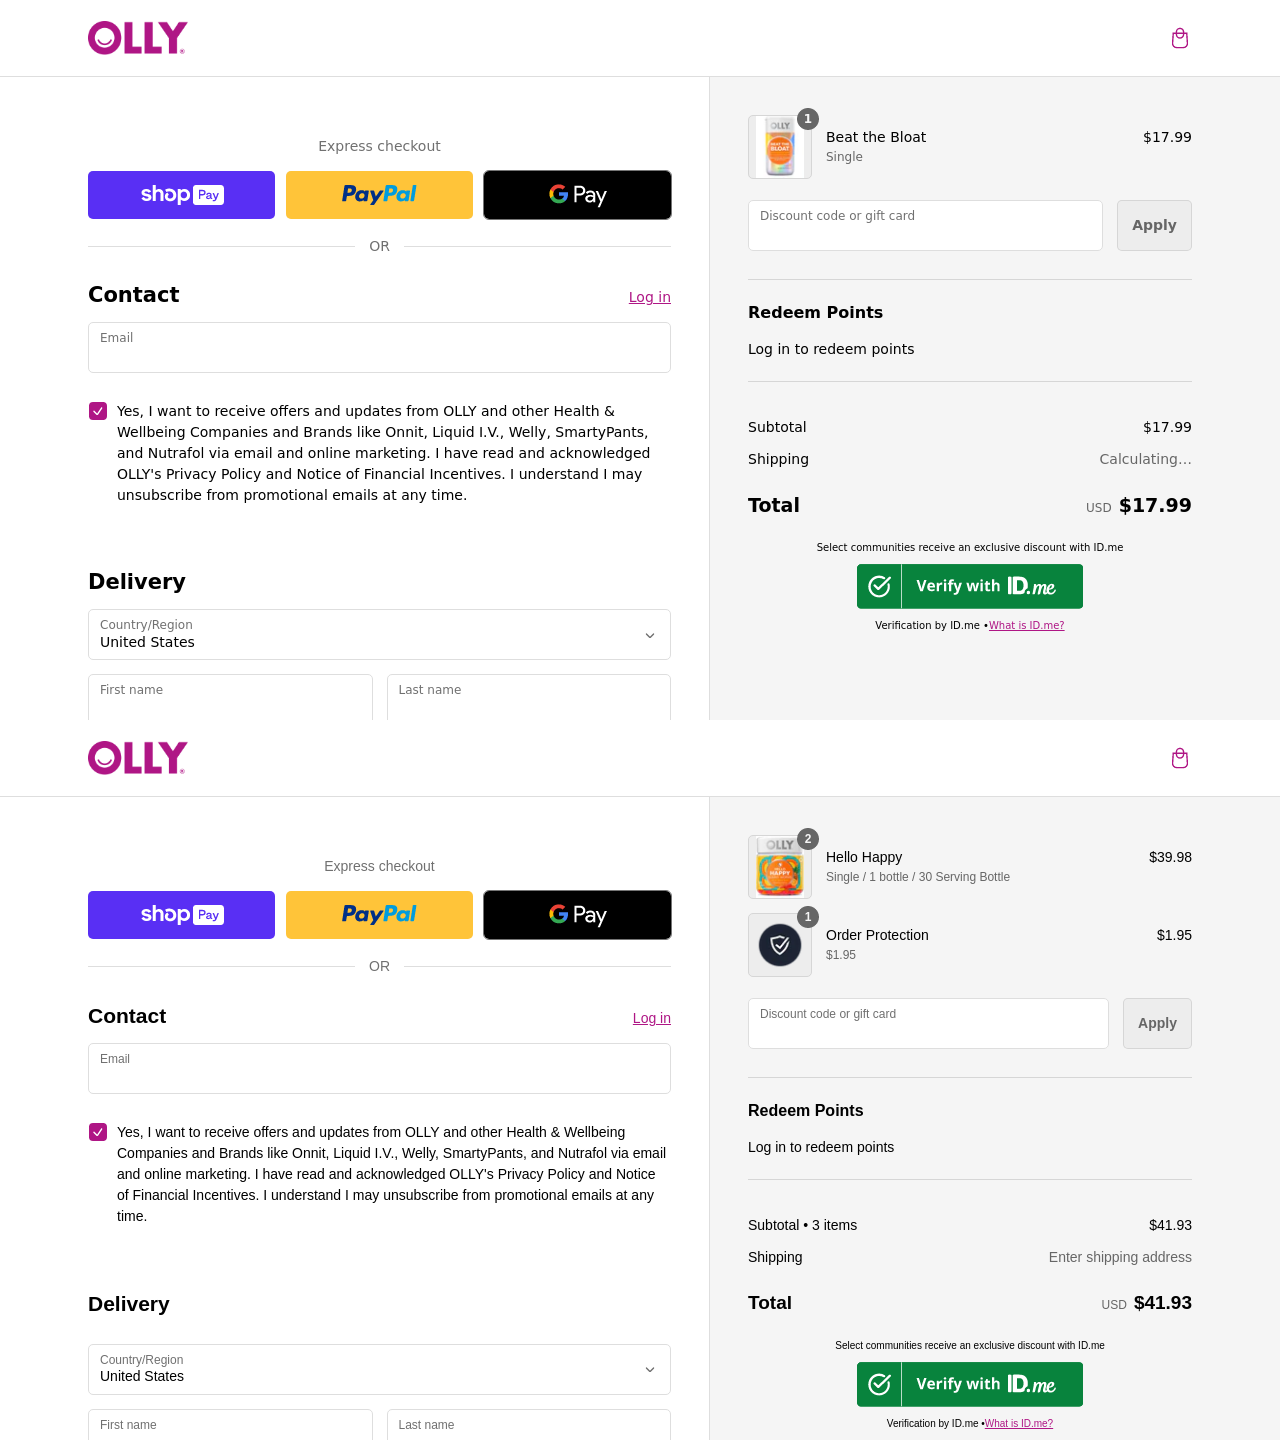 OLLY
Express checkout
shop Pay
PayPal
G Pay
OR
Contact
Log in
Email
Yes, I want to receive offers and updates from OLLY and other Health &
Wellbeing Companies and Brands like Onnit, Liquid I.V., Welly, SmartyPants,
and Nutrafol via email and online marketing. I have read and acknowledged
OLLY's Privacy Policy and Notice of Financial Incentives. I understand I may
unsubscribe from promotional emails at any time.
Delivery
Country/Region
United States
First name
Last name
OLLY
BEAT THE
BLOAT
1
Beat the Bloat
$17.99
Single
Discount code or gift card
Apply
Redeem Points
Log in to redeem points
Subtotal
$17.99
Shipping
Calculating...
Total
USD $17.99
Select communities receive an exclusive discount with ID.me
Verify with ID.me
Verification by ID.me •What is ID.me?
OLLY
Express checkout
shop Pay
PayPal
G Pay
OR
Contact
Log in
Email
Yes, I want to receive offers and updates from OLLY and other Health & Wellbeing
Companies and Brands like Onnit, Liquid I.V., Welly, SmartyPants, and Nutrafol via email
and online marketing. I have read and acknowledged OLLY's Privacy Policy and Notice
of Financial Incentives. I understand I may unsubscribe from promotional emails at any
time.
Delivery
Country/Region
United States
First name
Last name
OLLY
HAPPY
2
Hello Happy
$39.98
Single / 1 bottle / 30 Serving Bottle
1
Order Protection
$1.95
$1.95
Discount code or gift card
Apply
Redeem Points
Log in to redeem points
Subtotal • 3 items
$41.93
Shipping
Enter shipping address
Total
USD $41.93
Select communities receive an exclusive discount with ID.me
Verify with ID.me
Verification by ID.me •What is ID.me?